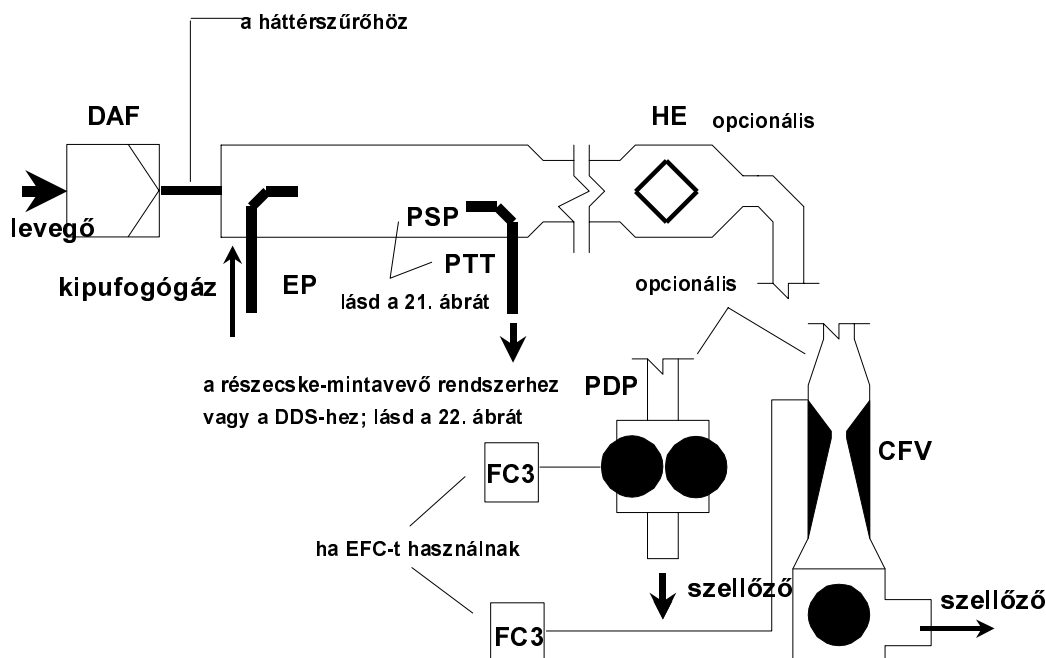 a háttérszűrőhöz
DAF
HE
opcionális
levegő
PSP
PTT
EP
kipufogógáz
lásd a 21. ábrát
opcionális
a részecske-mintavevő rendszerhez
vagy a DDS-hez; lásd a 22. ábrát
PDP
CFV
FC3
ha EFC-t használnak
szellőző
szellőző
FC3